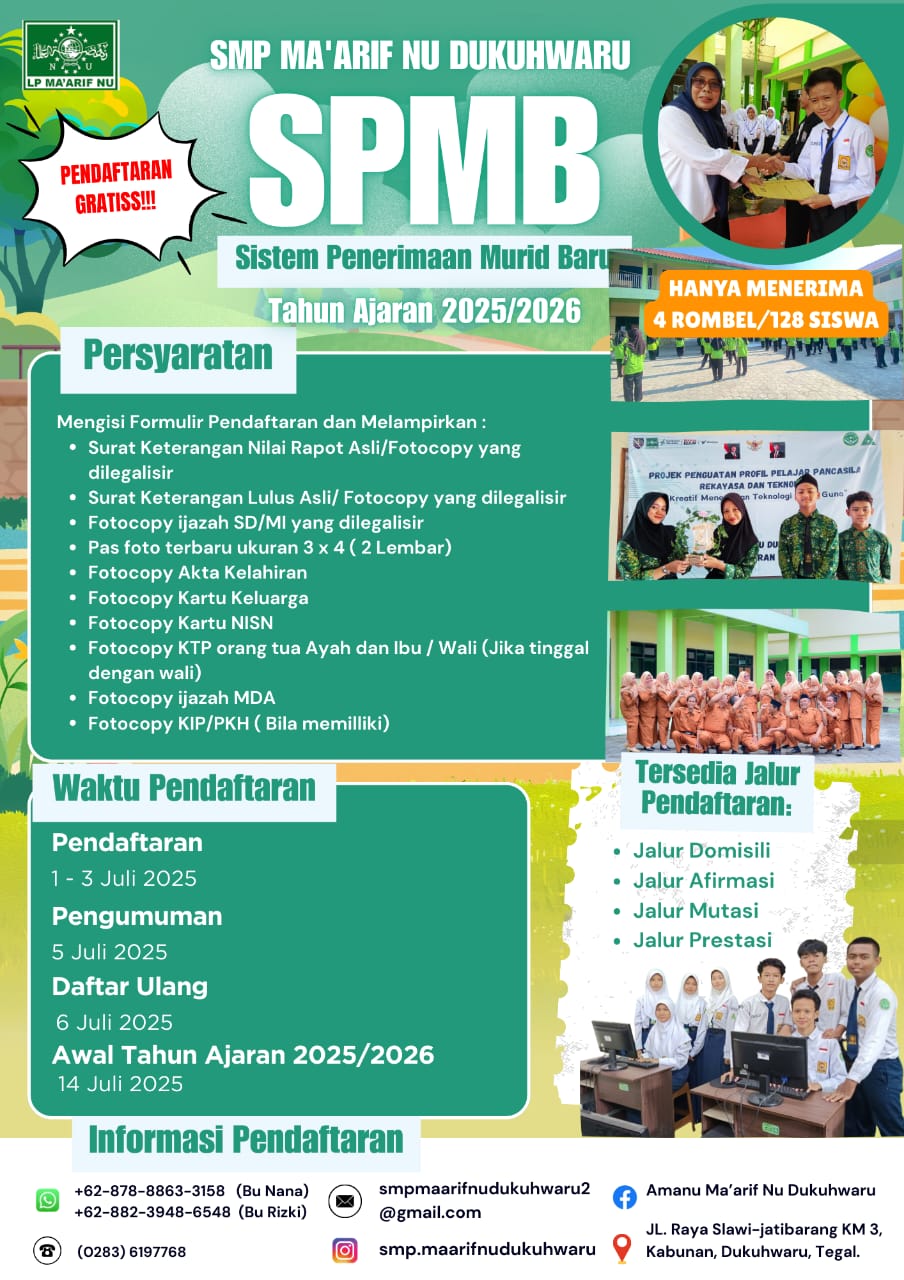 LP MA'ARIF NU
SMP MA'ARIF NU DUKUHWARU
SPMB
PENDAFTARAN
GRATISS!!!
Sistem Penerimaan Murid Baru
Tahun Ajaran 2025/2026
HANYA MENERIMA
4 ROMBEL/128 SISWA
Persyaratan
Mengisi Formulir Pendaftaran dan Melampirkan :
• Surat Keterangan Nilai Rapot Asli/Fotocopy yang
dilegalisir
• Surat Keterangan Lulus Asli/ Fotocopy yang dilegalisir
• Fotocopy ijazah SD/MI yang dilegalisir
• Pas foto terbaru ukuran 3 x 4 ( 2 Lembar)
• Fotocopy Akta Kelahiran
• Fotocopy Kartu Keluarga
• Fotocopy Kartu NISN
• Fotocopy KTP orang tua Ayah dan Ibu / Wali (Jika tinggal
dengan wali)
• Fotocopy ijazah MDA
• Fotocopy KIP/PKH ( Bila memilliki)
PROJEK PENGUATAN PROFIL PELAJAR PANCASILA
REKAYASA DAN
Kreatif Teknologi Guna"
Waktu Pendaftaran
Pendaftaran
1 - 3 Juli 2025
Pengumuman
5 Juli 2025
Daftar Ulang
6 Juli 2025
Awal Tahun Ajaran 2025/2026
14 Juli 2025
Tersedia Jalur
Pendaftaran:
• Jalur Domisili
• Jalur Afirmasi
• Jalur Mutasi
• Jalur Prestasi
Informasi Pendaftaran
+62-878-8863-3158 (Bu Nana)
+62-882-3948-6548 (Bu Rizki)
(0283) 6197768
smpmaarifnudukuhwaru2
@gmail.com
smp.maarifnudukuhwaru
Amanu Ma'arif Nu Dukuhwaru
JL. Raya Slawi-jatibarang KM 3,
Kabunan, Dukuhwaru, Tegal.